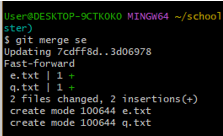 User@DESKTOP-9CTKOKO MINGW64 ~/school
ster)
$ git merge se
Updating 7cdff8d..3d06978
Fast-forward
 e.txt | 1 +
 q.txt | 1 +
 2 files changed, 2 insertions(+)
 create mode 100644 e.txt
 create mode 100644 q.txt